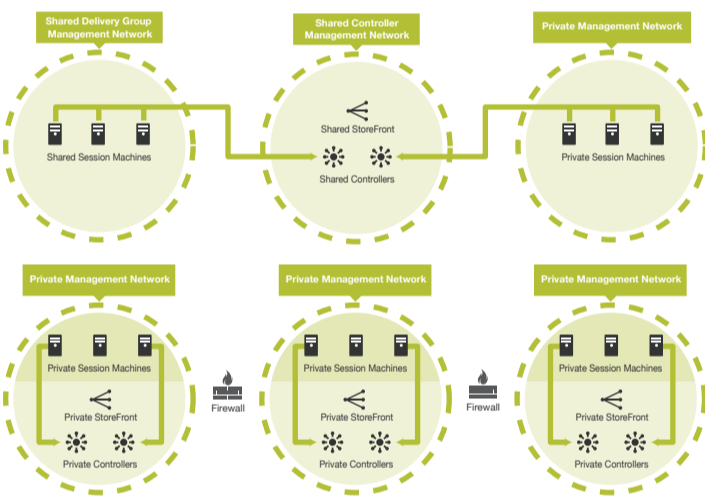 Shared Delivery Group
Management Network
Shared Controller
Management Network
Private Management Network
Shared Session Machines
Shared StoreFront
Shared Controllers
Private Session Machines
Private Management Network
Private Management Network
Private Management Network
Private Session Machines
Private StoreFront
Private Controllers
Firewall
Private Session Machines
Private StoreFront
Private Controllers
Firewall
Private Session Machines
Private StoreFront
Private Controllers